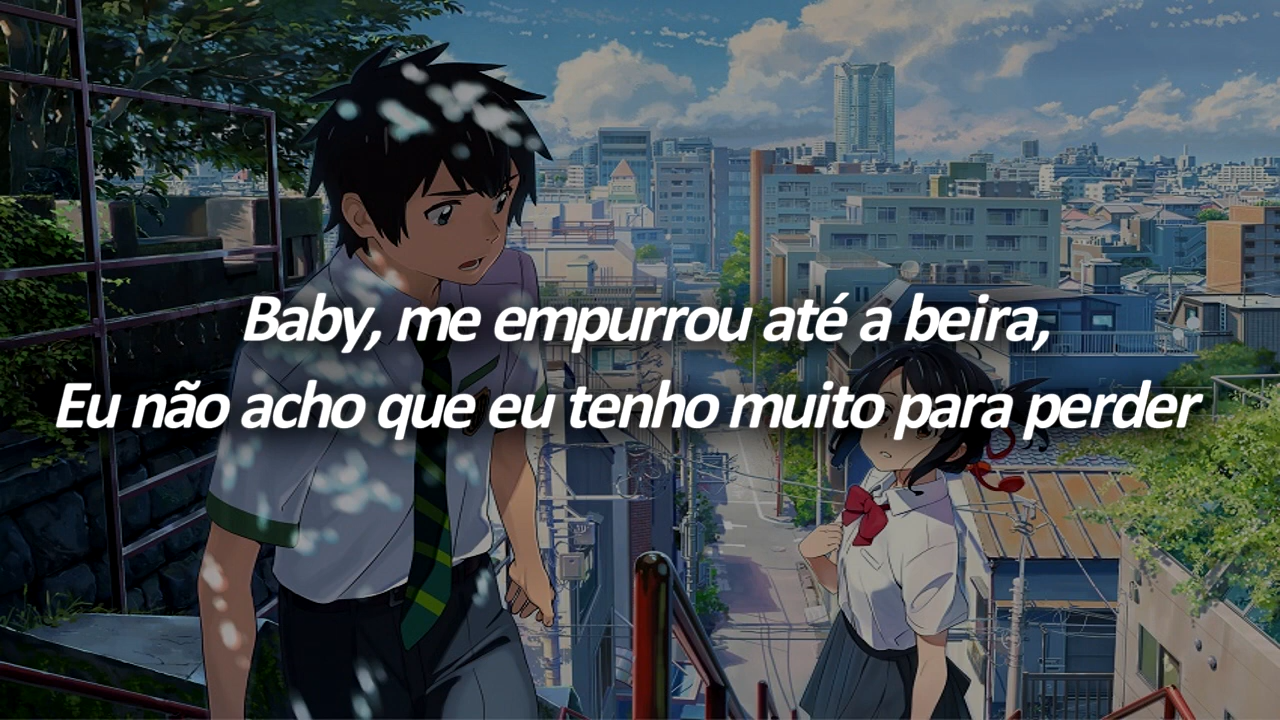 Baby, me empurrou até a beira,
Eu não acho que eu tenho muito para perder